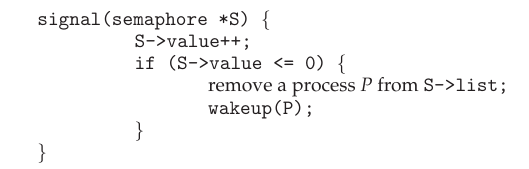 signal(semaphore *S) {
S->value++;
if (S->value <= 0) {
remove a process P from S->list;
wakeup(P);
}
}